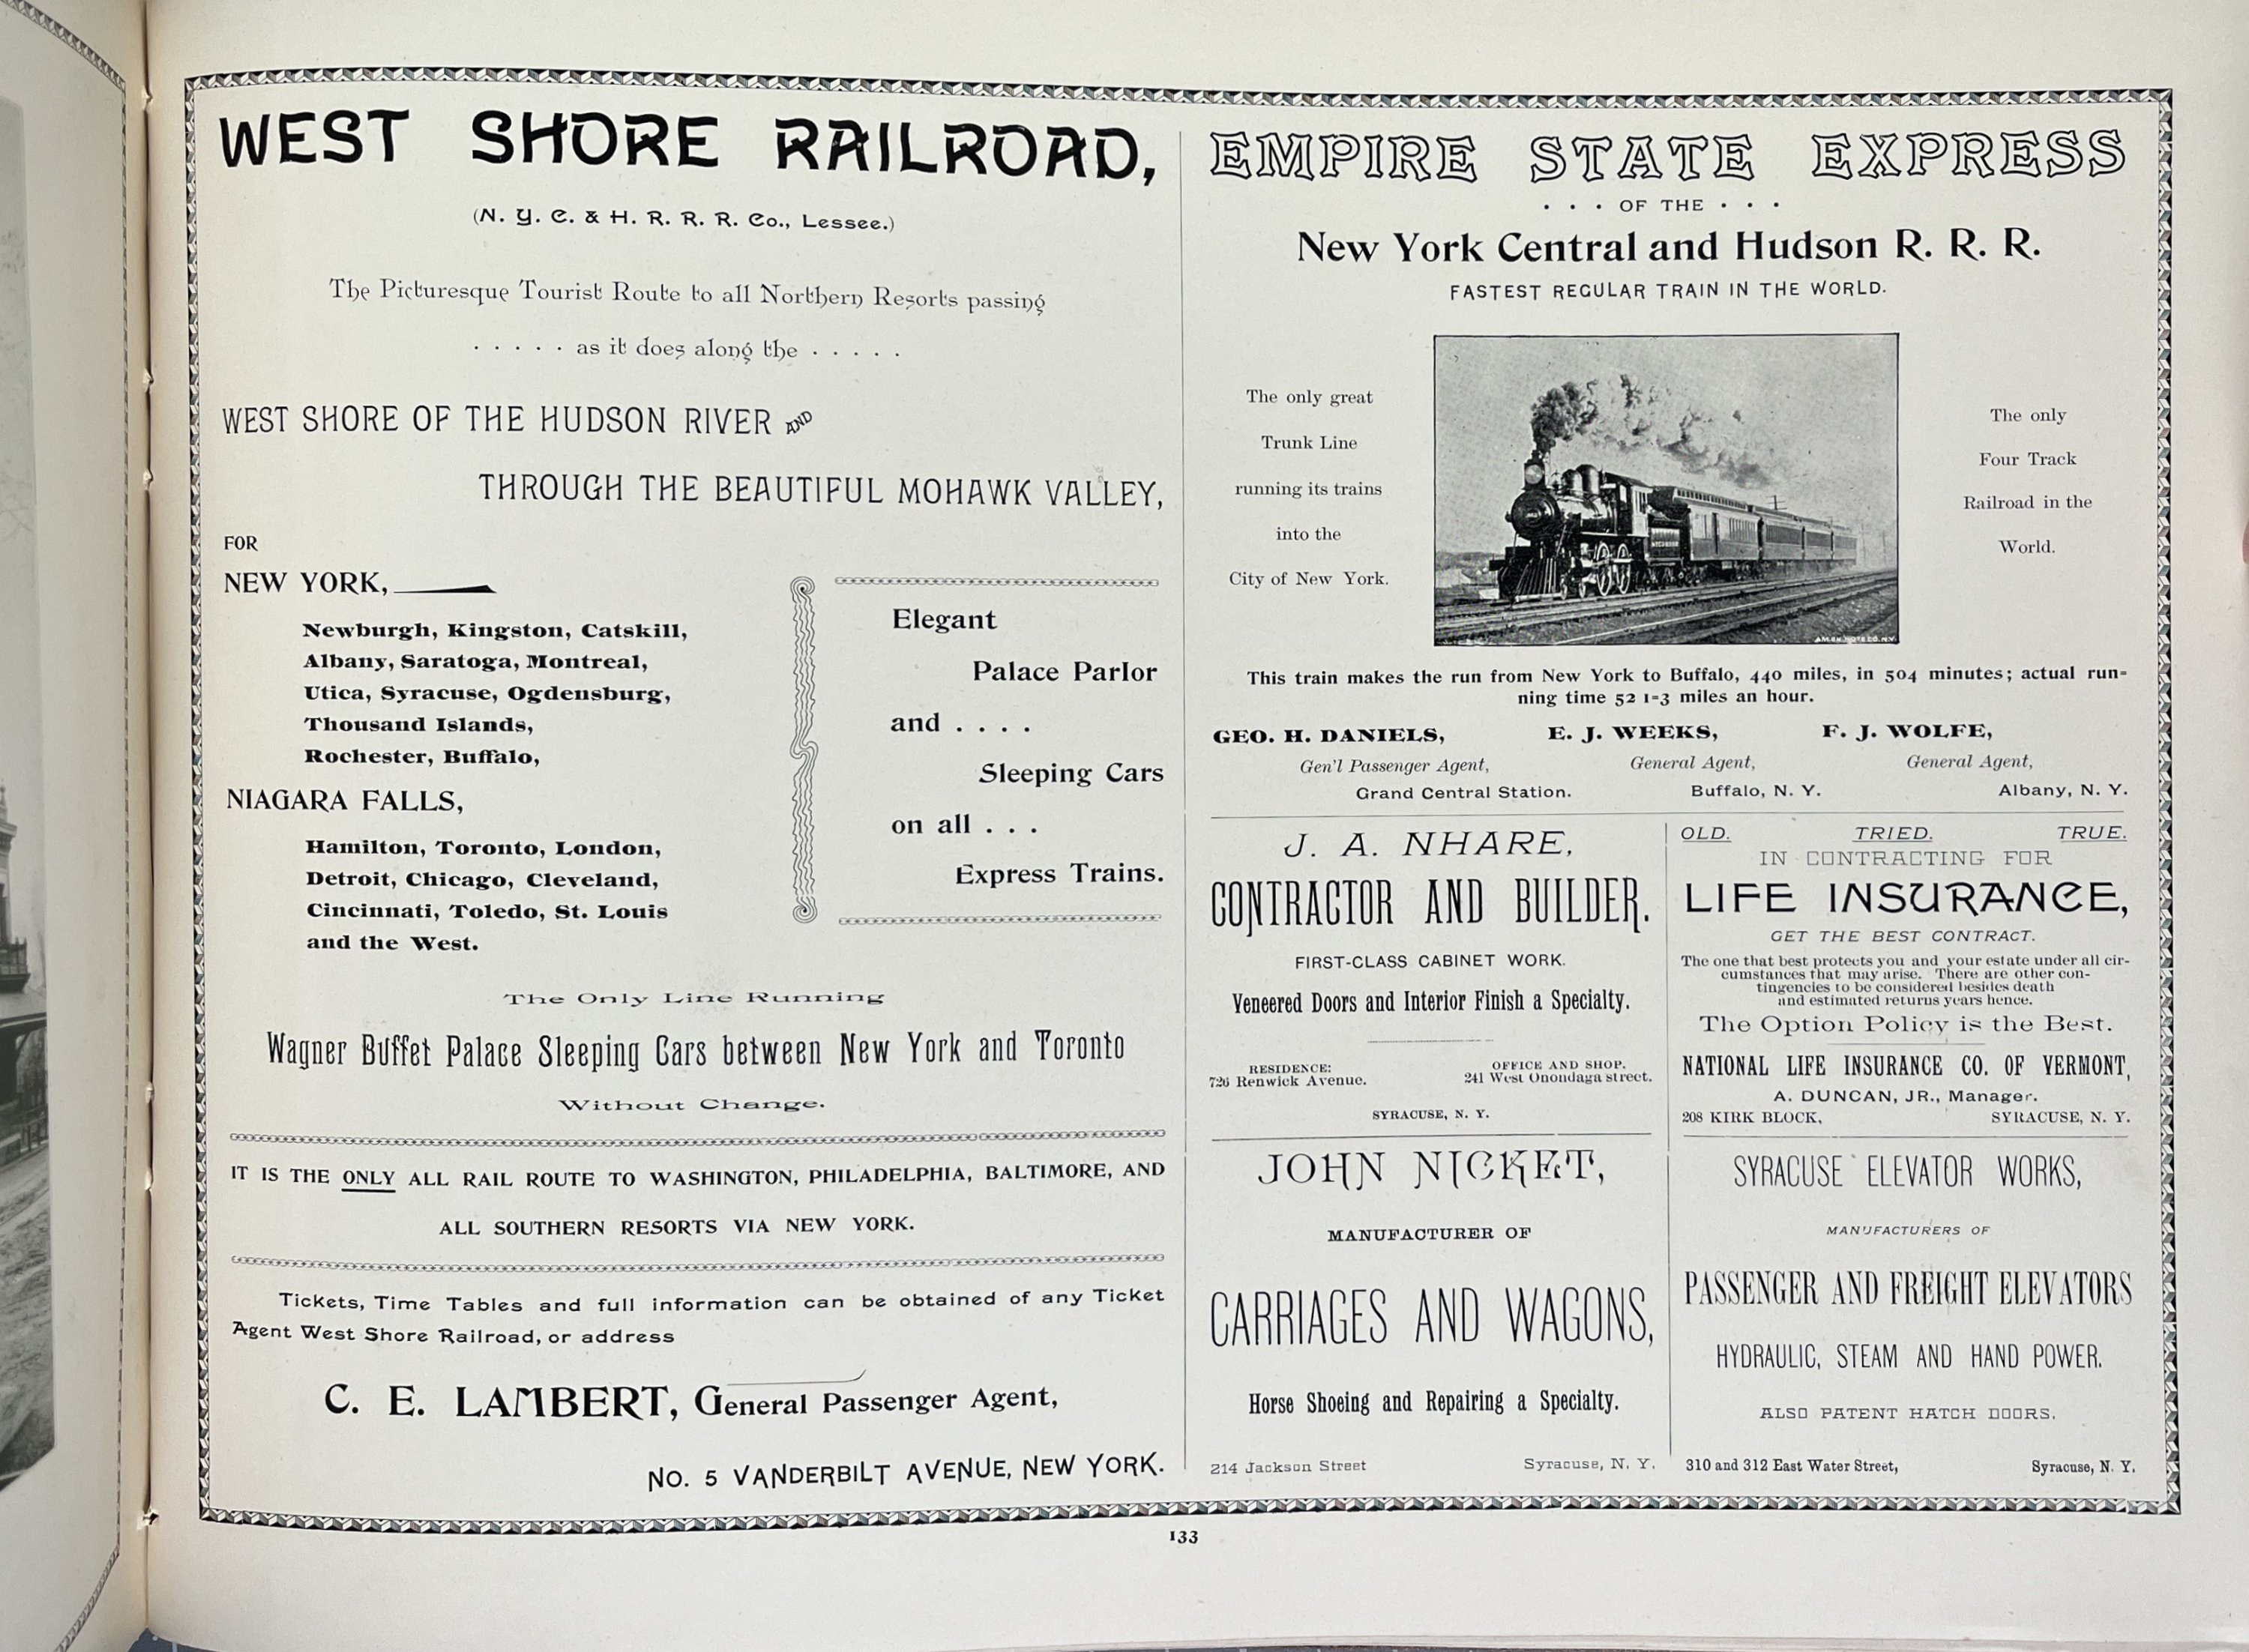 WEST SHORE RAILROAD,
(N. Y. C. & H. R. R. R. Co., Lessee.)
The Picturesque Tourist Route to all Northern Resorts passing
. . . . . as it does along the . . . . .
WEST SHORE OF THE HUDSON RIVER AND
THROUGH THE BEAUTIFUL MOHAWK VALLEY,
FOR
NEW YORK,
Newburgh, Kingston, Catskill,
Albany, Saratoga, Montreal,
Utica, Syracuse, Ogdensburg,
Thousand Islands,
Rochester, Buffalo,
NIAGARA FALLS,
Hamilton, Toronto, London,
Detroit, Chicago, Cleveland,
Cincinnati, Toledo, St. Louis
and the West.
Elegant
Palace Parlor
and . . . .
Sleeping Cars
on all . . .
Express Trains.
The Only Line Running
Wagner Buffet Palace Sleeping Cars between New York and Toronto
Without Change.
IT IS THE ONLY ALL RAIL ROUTE TO WASHINGTON, PHILADELPHIA, BALTIMORE, AND
ALL SOUTHERN RESORTS VIA NEW YORK.
Tickets, Time Tables and full information can be obtained of any Ticket
Agent West Shore Railroad, or address
C. E. LAMBERT, General Passenger Agent,
NO. 5 VANDERBILT AVENUE, NEW YORK.
EMPIRE STATE EXPRESS
. . . OF THE . . .
New York Central and Hudson R. R. R.
FASTEST REGULAR TRAIN IN THE WORLD.
The only great
Trunk Line
running its trains
into the
City of New York.
AM. BK. NOTE CO. N.Y.
The only
Four Track
Railroad in the
World.
This train makes the run from New York to Buffalo, 440 miles, in 504 minutes; actual run-
ning time 52 1-3 miles an hour.
GEO. H. DANIELS, E. J. WEEKS, F. J. WOLFE,
Gen'l Passenger Agent, General Agent, General Agent,
Grand Central Station. Buffalo, N. Y. Albany, N. Y.
J. A. NHARE,
CONTRACTOR AND BUILDER.
FIRST-CLASS CABINET WORK.
Veneered Doors and Interior Finish a Specialty.
RESIDENCE: OFFICE AND SHOP,
726 Renwick Avenue. 241 West Onondaga street.
SYRACUSE, N. Y.
OLD. TRIED. TRUE.
IN CONTRACTING FOR
LIFE INSURANCE,
GET THE BEST CONTRACT.
The one that best protects you and your estate under all cir-
cumstances that may arise. There are other con-
tingencies to be considered besides death
and estimated returns years hence.
The Option Policy is the Best.
NATIONAL LIFE INSURANCE CO. OF VERMONT,
A. DUNCAN, JR., Manager.
208 KIRK BLOCK, SYRACUSE, N. Y.
JOHN NICKET,
MANUFACTURER OF
CARRIAGES AND WAGONS,
Horse Shoeing and Repairing a Specialty.
214 Jackson Street Syracuse, N. Y.
SYRACUSE ELEVATOR WORKS,
MANUFACTURERS OF
PASSENGER AND FREIGHT ELEVATORS
HYDRAULIC, STEAM AND HAND POWER.
ALSO PATENT HATCH DOORS.
310 and 312 East Water Street, Syracuse, N. Y.
133